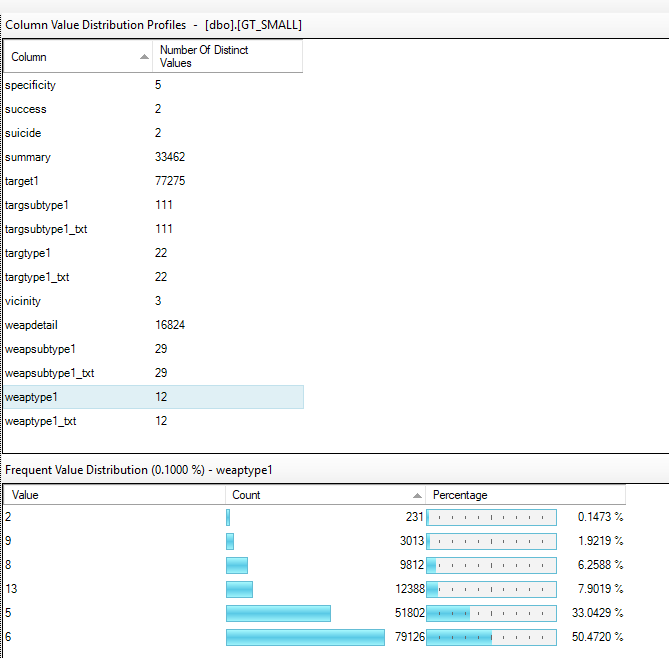 Column Value Distribution Profiles - [dbo].[GT_SMALL]
Column Number Of Distinct Values
specificity 5
success 2
suicide 2
summary 33462
target1 77275
targsubtype1 111
targsubtype1_txt 111
targtype1 22
targtype1_txt 22
vicinity 3
weapdetail 16824
weapsubtype1 29
weapsubtype1_txt 29
weaptype1 12
weaptype1_txt 12
Frequent Value Distribution (0.1000 %) - weaptype1
Value Count Percentage
2 231 0.1473 %
9 3013 1.9219 %
8 9812 6.2588 %
13 12388 7.9019 %
5 51802 33.0429 %
6 79126 50.4720 %